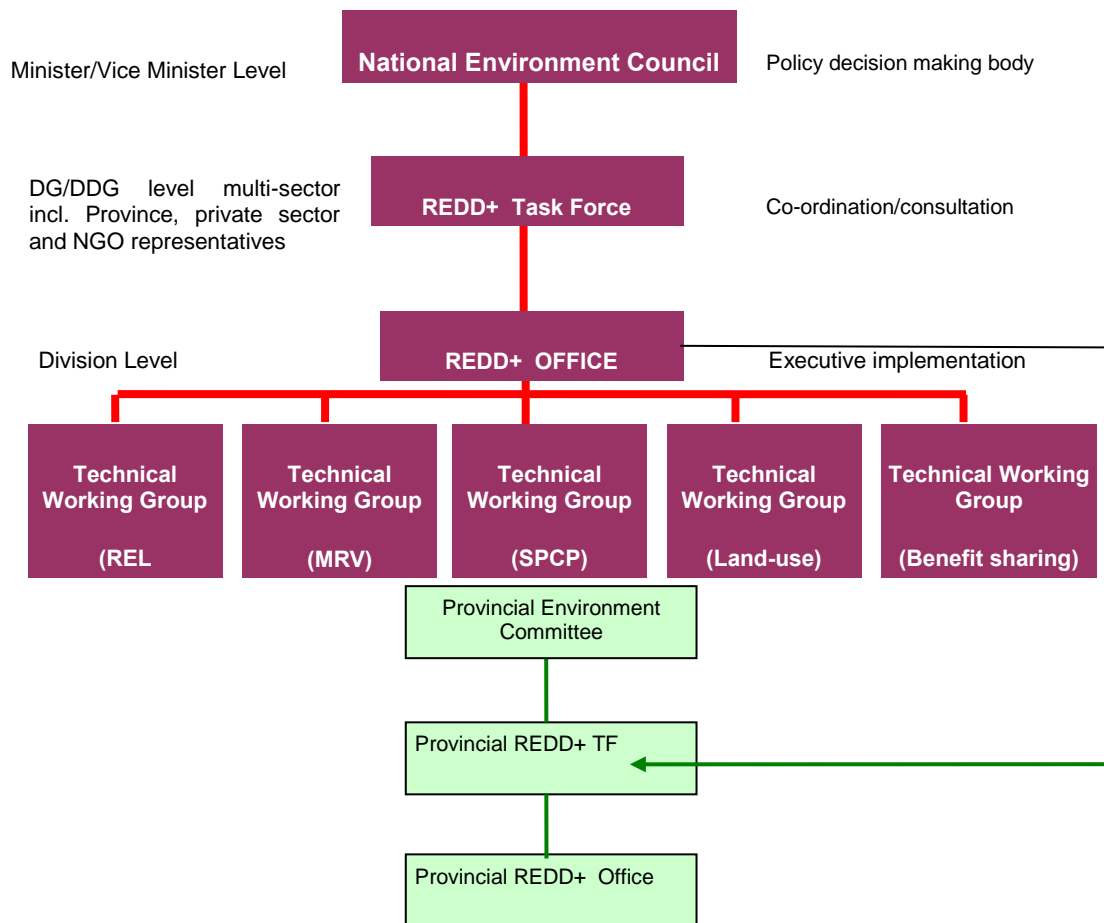 National Environment Council
Minister/Vice Minister Level
Policy decision making body
DG/DDG level multi-sector
incl. Province, private sector
and NGO representatives
REDD+ Task Force
Co-ordination/consultation
Division Level
REDD+ OFFICE
Executive implementation
Technical
Working Group
(REL
Technical
Working Group
(MRV)
Technical
Working Group
(SPCP)
Technical
Working Group
(Land-use)
Technical Working
Group
(Benefit sharing)
Provincial Environment
Committee
Provincial REDD+ TF
Provincial REDD+ Office